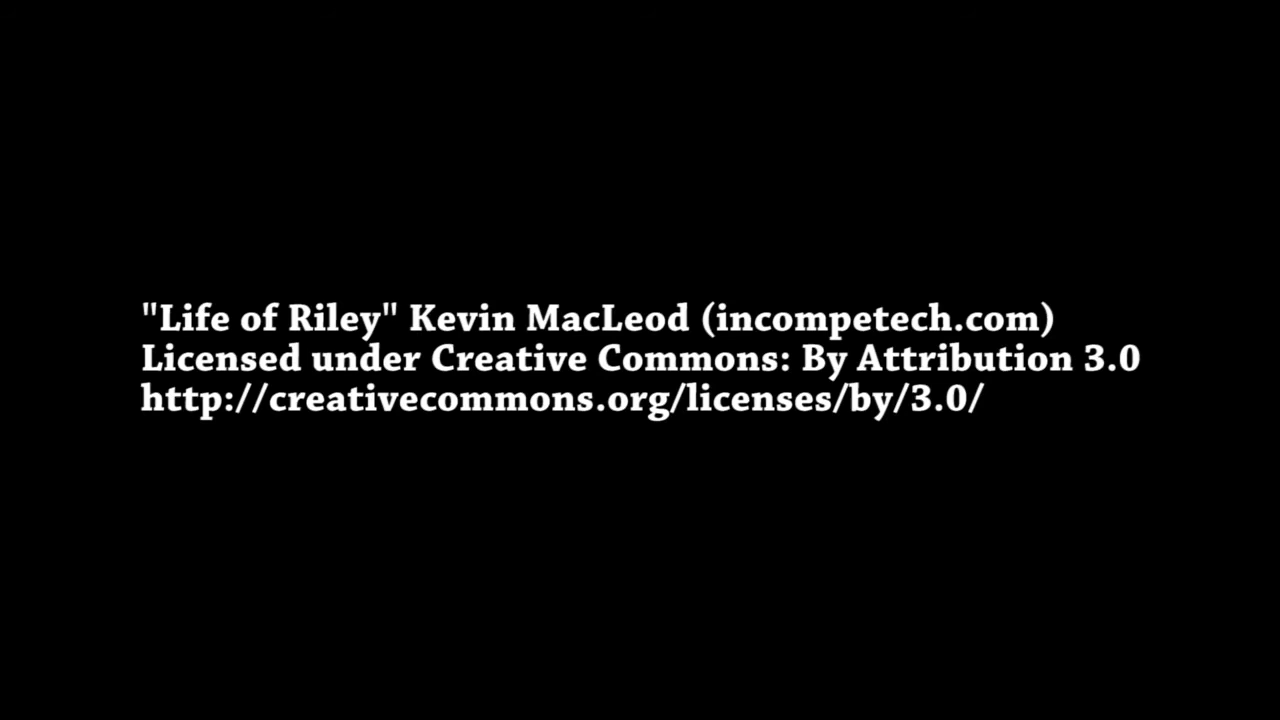 "Life of Riley" Kevin MacLeod (incompetech.com)
Licensed under Creative Commons: By Attribution 3.0
http://creativecommons.org/licenses/by/3.0/